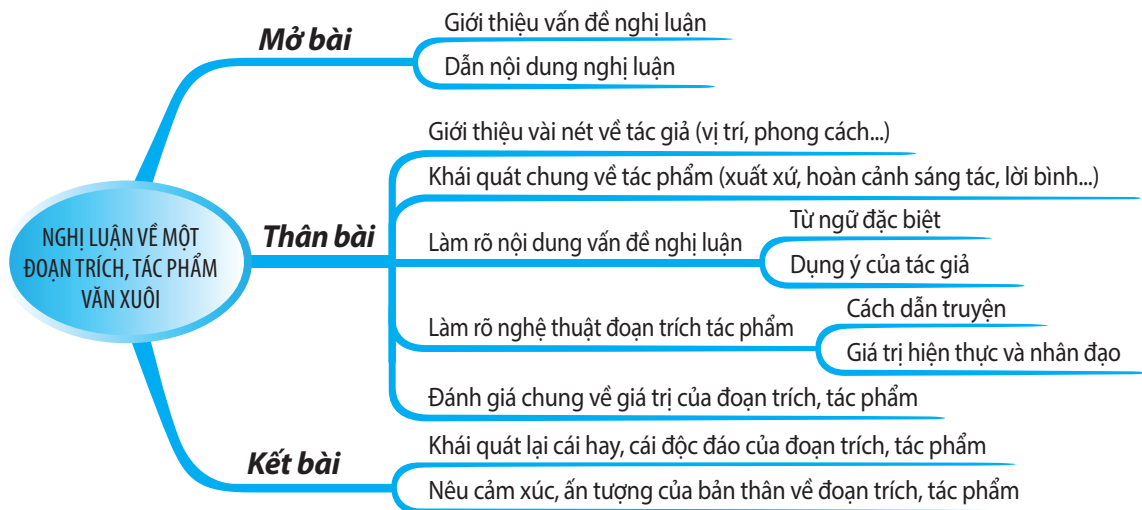 NGHỊ LUẬN VỀ MỘT
ĐOẠN TRÍCH, TÁC PHẨM
VĂN XUÔI
Mở bài
Giới thiệu vấn đề nghị luận
Dẫn nội dung nghị luận
Thân bài
Giới thiệu vài nét về tác giả (vị trí, phong cách...)
Khái quát chung về tác phẩm (xuất xứ, hoàn cảnh sáng tác, lời bình...)
Làm rõ nội dung vấn đề nghị luận
Từ ngữ đặc biệt
Dụng ý của tác giả
Làm rõ nghệ thuật đoạn trích tác phẩm
Cách dẫn truyện
Giá trị hiện thực và nhân đạo
Đánh giá chung về giá trị của đoạn trích, tác phẩm
Kết bài
Khái quát lại cái hay, cái độc đáo của đoạn trích, tác phẩm
Nêu cảm xúc, ấn tượng của bản thân về đoạn trích, tác phẩm